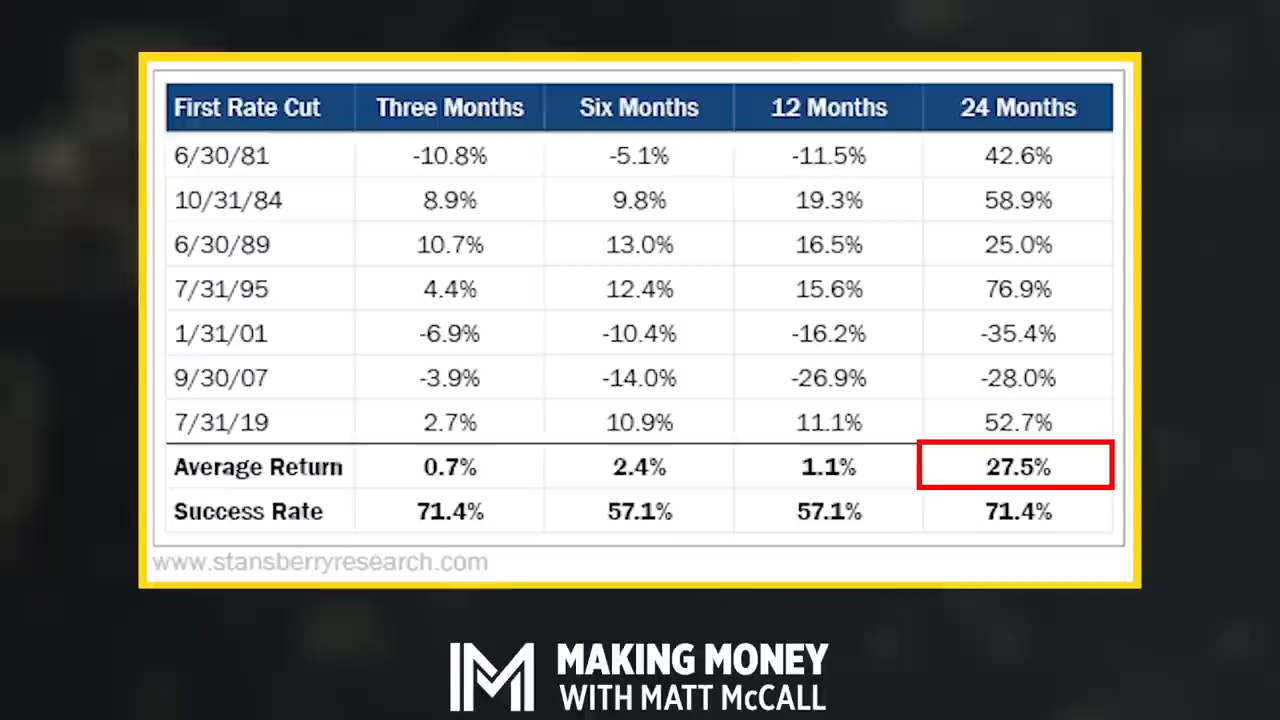 First Rate Cut Three Months Six Months 12 Months 24 Months
6/30/81 -10.8% -5.1% -11.5% 42.6%
10/31/84 8.9% 9.8% 19.3% 58.9%
6/30/89 10.7% 13.0% 16.5% 25.0%
7/31/95 4.4% 12.4% 15.6% 76.9%
1/31/01 -6.9% -10.4% -16.2% -35.4%
9/30/07 -3.9% -14.0% -26.9% -28.0%
7/31/19 2.7% 10.9% 11.1% 52.7%
Average Return 0.7% 2.4% 1.1% 27.5%
Success Rate 71.4% 57.1% 57.1% 71.4%
www.stansberryresearch.com
MAKING MONEY
WITH MATT McCALL